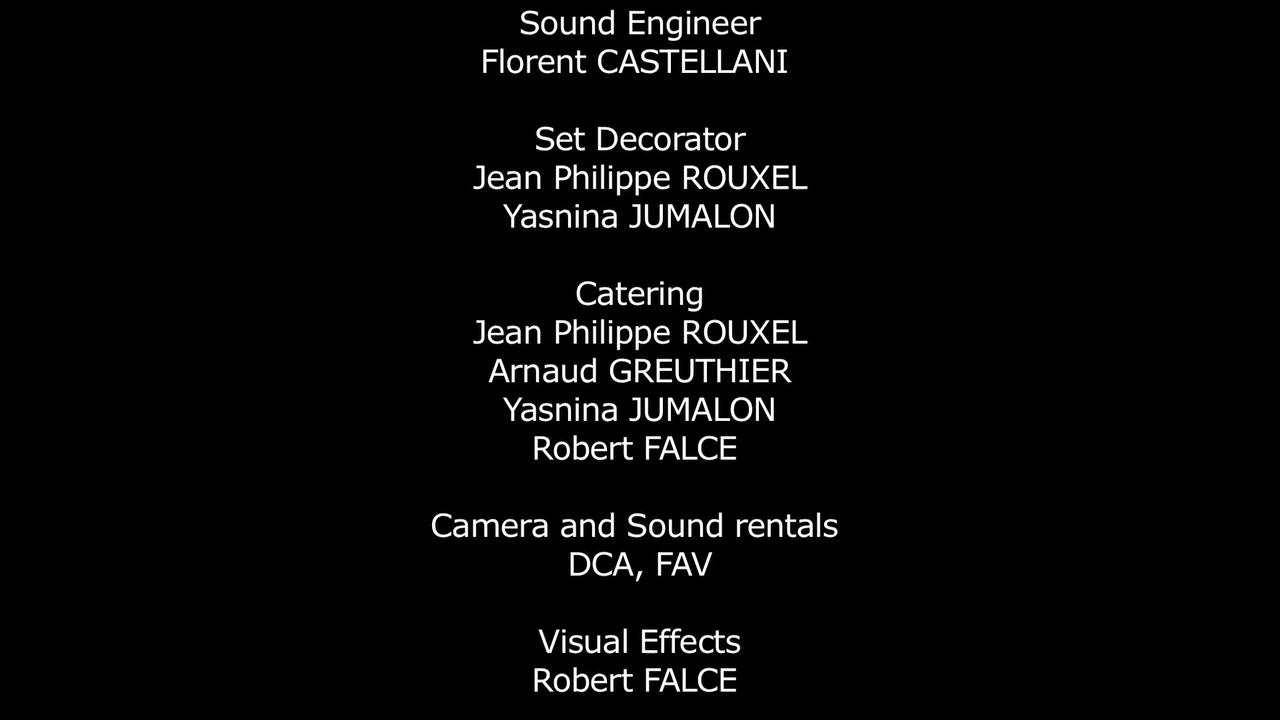 Sound Engineer
Florent CASTELLANI
Set Decorator
Jean Philippe ROUXEL
Yasnina JUMALON
Catering
Jean Philippe ROUXEL
Arnaud GREUTHIER
Yasnina JUMALON
Robert FALCE
Camera and Sound rentals
DCA, FAV
Visual Effects
Robert FALCE